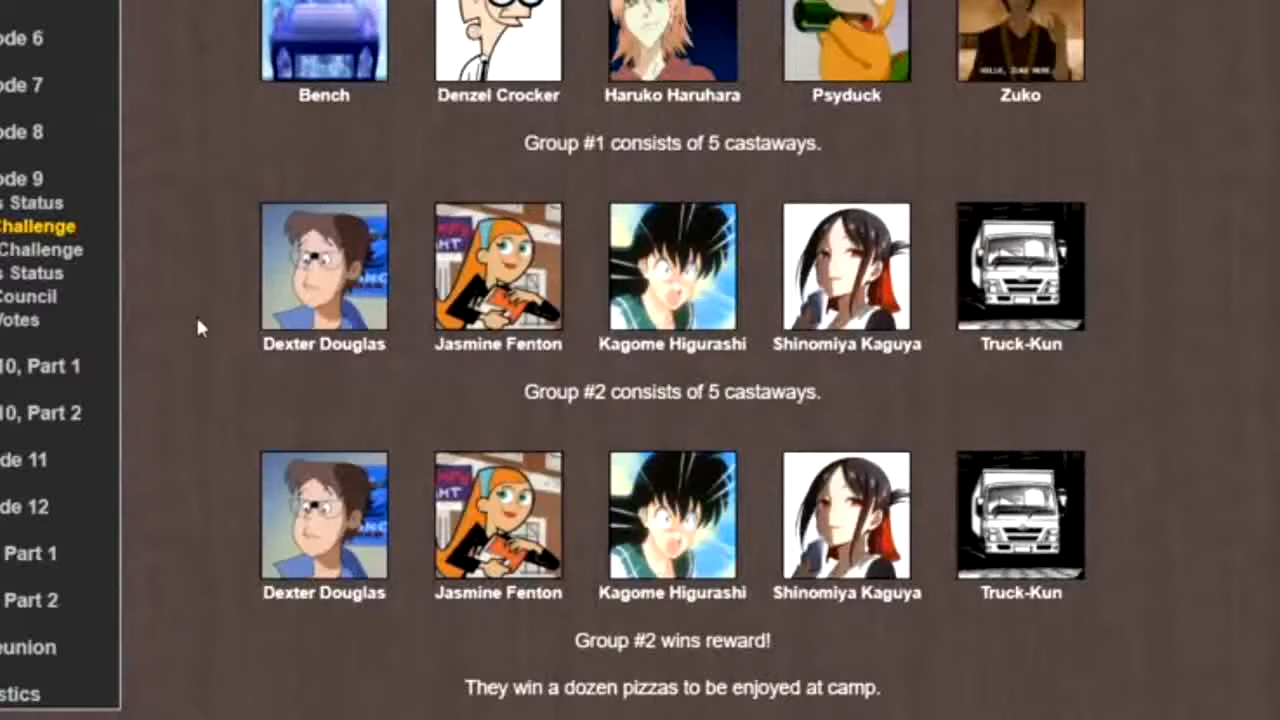 ode 6
ode 7
ode 8
ode 9
s Status
Challenge
Challenge
s Status
Council
Votes
10, Part 1
10, Part 2
de 11
de 12
Part 1
Part 2
eunion
stics
HELLO, ZUKO HERE.
Bench
Denzel Crocker
Haruko Haruhara
Psyduck
Zuko
Group #1 consists of 5 castaways.
Dexter Douglas
Jasmine Fenton
Kagome Higurashi
Shinomiya Kaguya
Truck-Kun
Group #2 consists of 5 castaways.
Dexter Douglas
Jasmine Fenton
Kagome Higurashi
Shinomiya Kaguya
Truck-Kun
Group #2 wins reward!
They win a dozen pizzas to be enjoyed at camp.